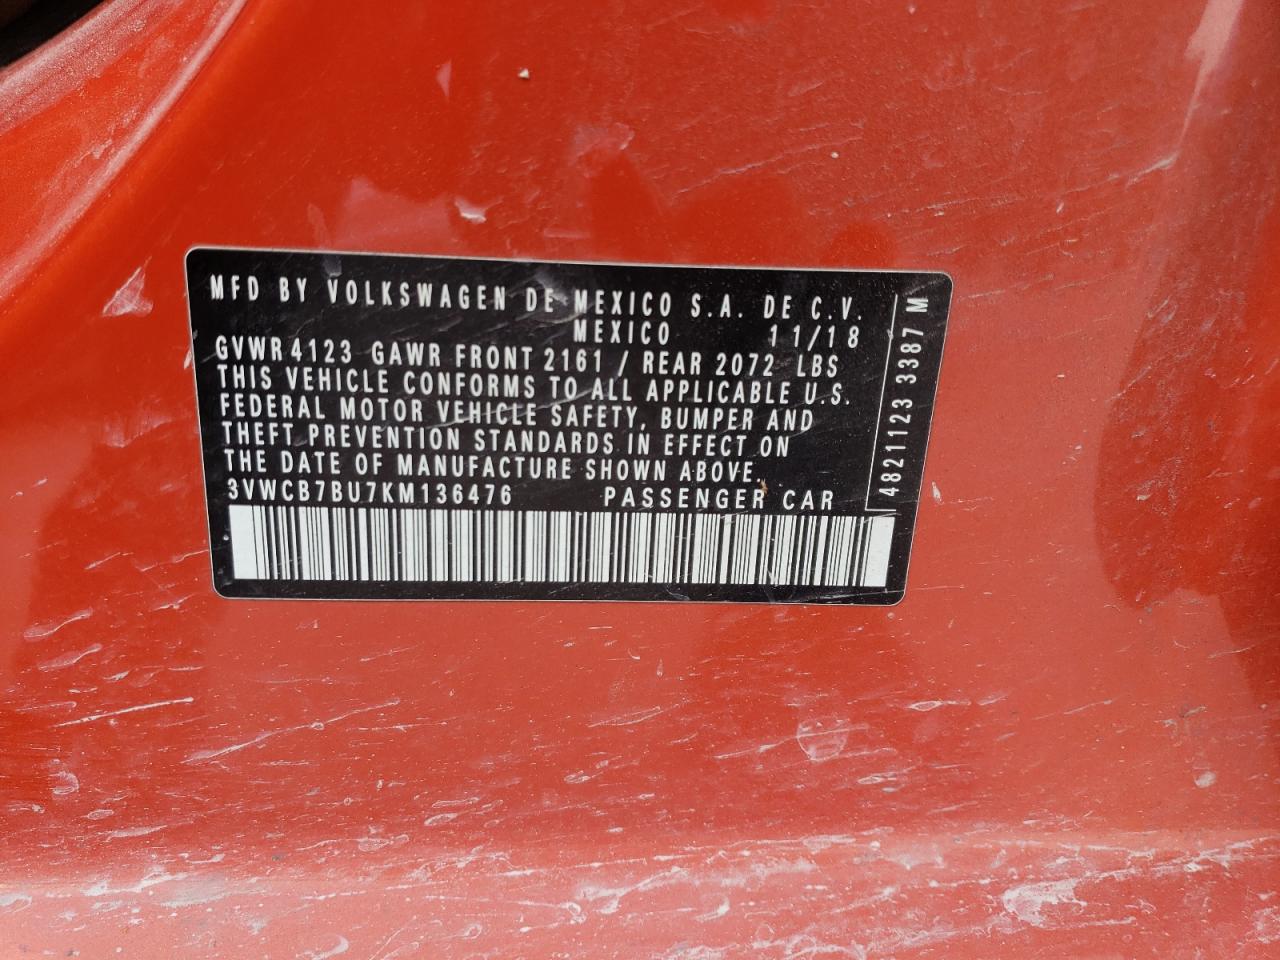 MFD BY VOLKSWAGEN DE MEXICO S.A. DE C.V.
MEXICO 11/18
GVWR 4123 GAWR FRONT 2161 / REAR 2072 LBS
THIS VEHICLE CONFORMS TO ALL APPLICABLE U.S.
FEDERAL MOTOR VEHICLE SAFETY, BUMPER AND
THEFT PREVENTION STANDARDS IN EFFECT ON
THE DATE OF MANUFACTURE SHOWN ABOVE.
3VWCB7BU7KM136476 PASSENGER CAR
4821123 3387 M